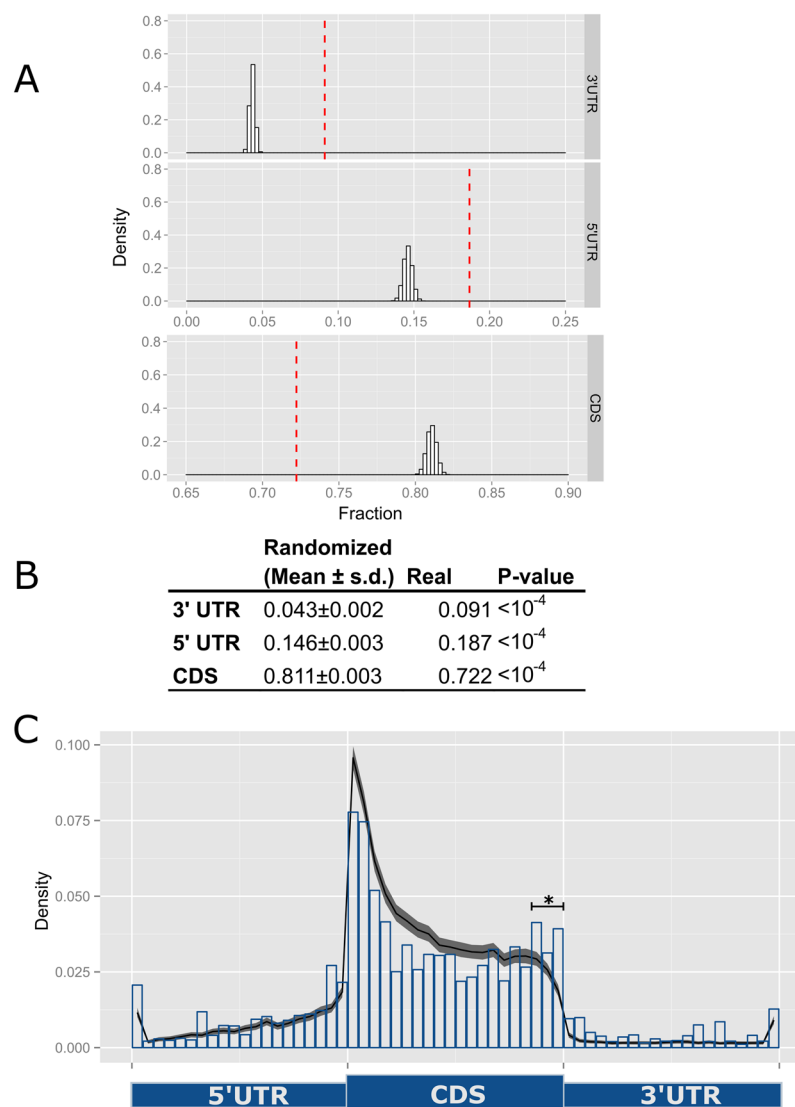 A
0.8
0.6
0.4
0.2
0.0
3'UTR
0.8
0.6
0.4
0.2
0.0
5'UTR
Density
0.00 0.05 0.10 0.15 0.20 0.25
0.8
0.6
0.4
0.2
0.0
CDS
0.65 0.70 0.75 0.80 0.85 0.90
Fraction
B
Randomized
(Mean ± s.d.) Real P-value
3' UTR 0.043±0.002 0.091 <10-4
5' UTR 0.146±0.003 0.187 <10-4
CDS 0.811±0.003 0.722 <10-4
C
0.100
0.075
0.050
0.025
0.000
Density
*
5'UTR CDS 3'UTR